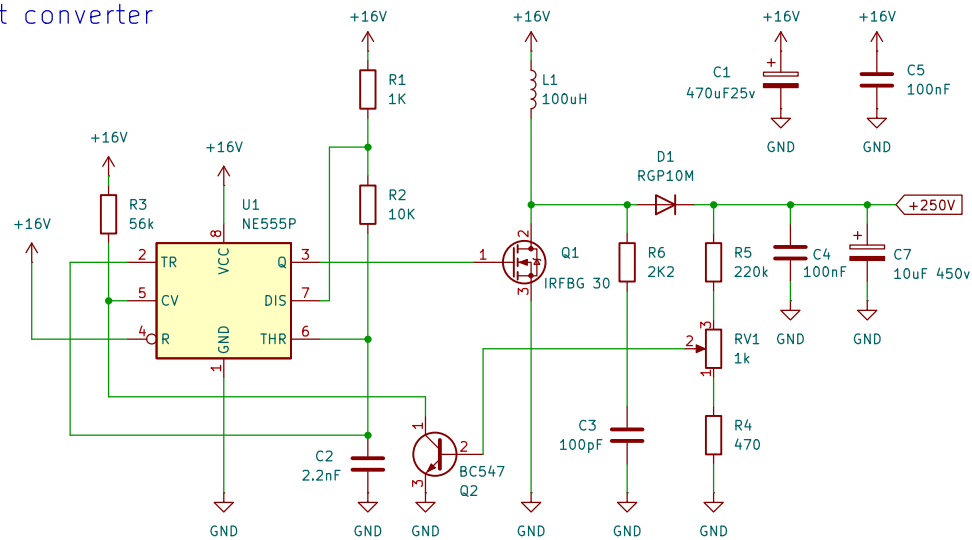 t converter
+16V
+16V
+16V
+16V
R1
1K
L1
100uH
C1
470uF25v
+
C5
100nF
GND
GND
+16V
+16V
D1
RGP10M
R3
56k
U1
NE555P
R2
10K
+250V
+16V
8
VCC
2
TR
Q
3
1
2
Q1
IRFBG 30
3
R6
2K2
R5
220k
C4
100nF
+
C7
10uF 450v
5
CV
DIS
7
4
R
GND
THR
6
1
3
2
RV1
1k
1
GND
GND
1
C3
100pF
R4
470
C2
2.2nF
2
BC547
Q2
3
GND
GND
GND
GND
GND
GND